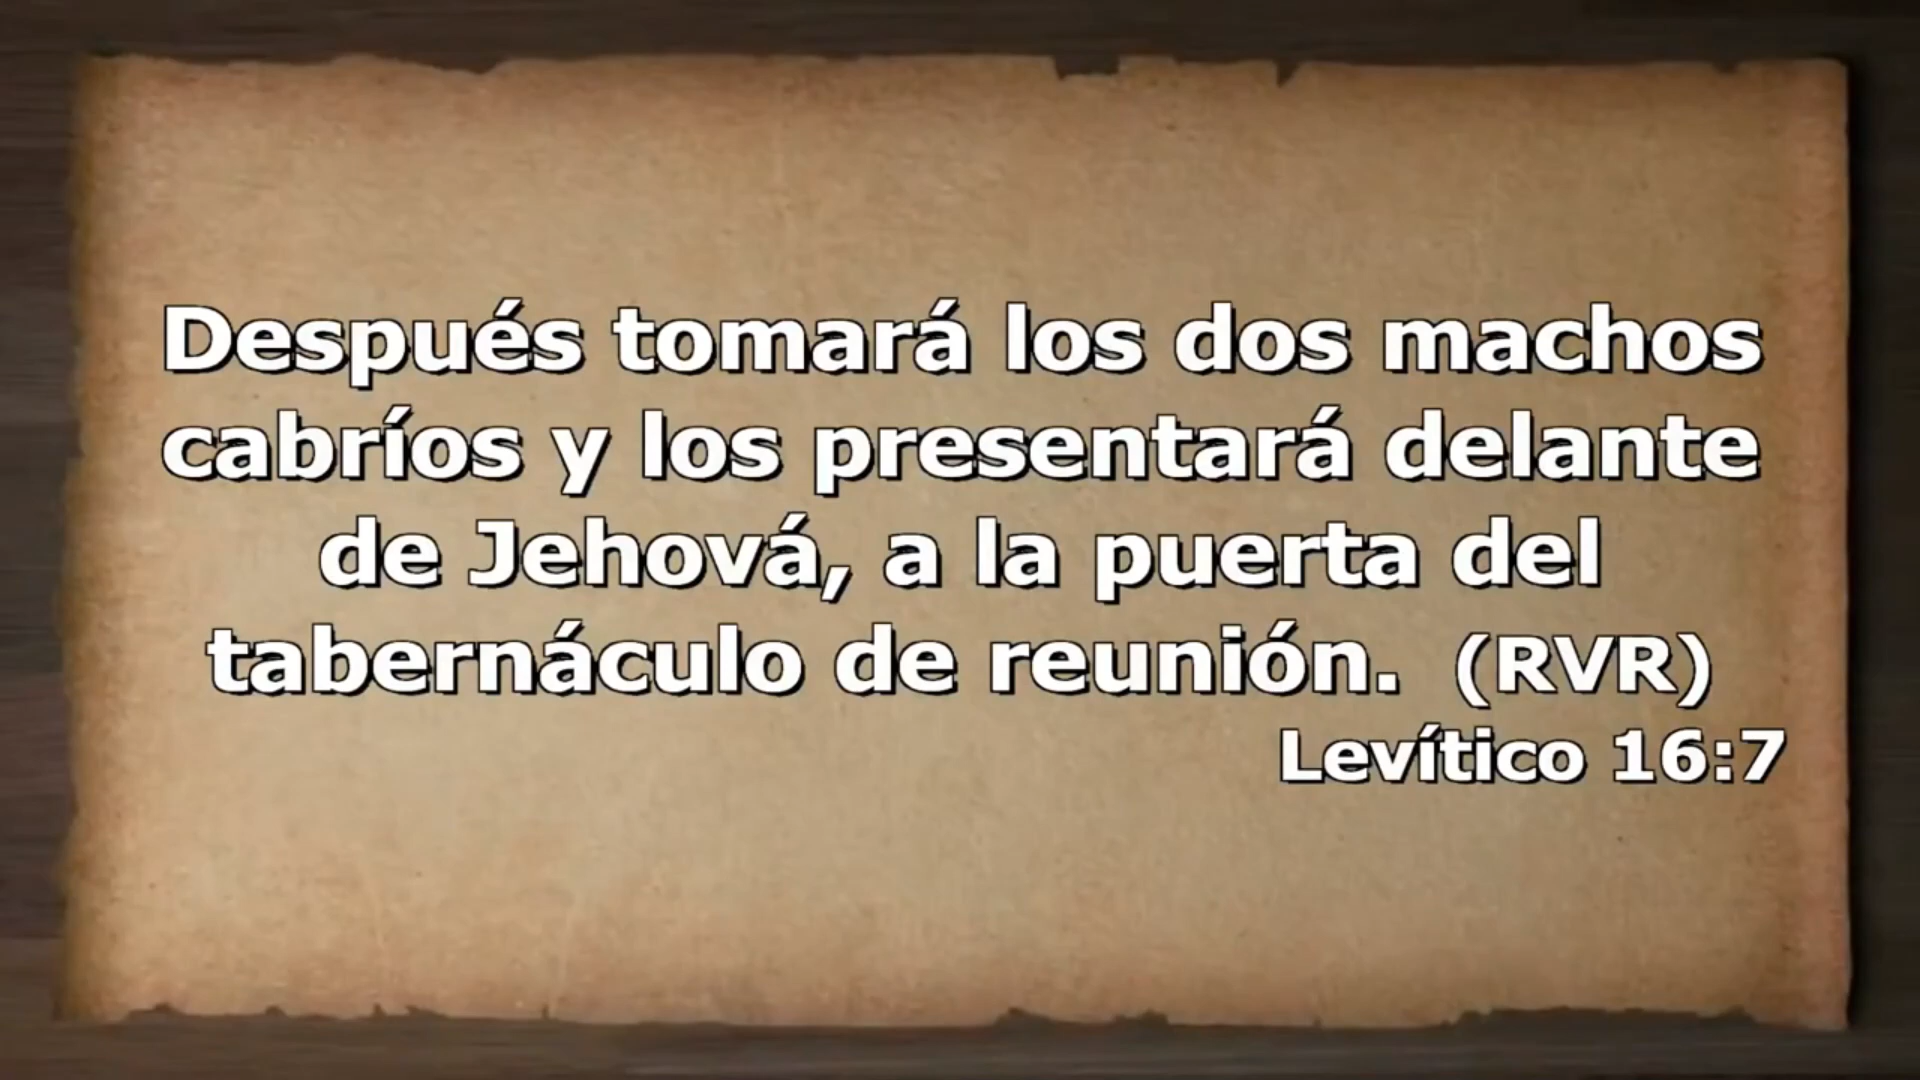 Después tomará los dos machos
cabríos y los presentará delante
de Jehová, a la puerta del
tabernáculo de reunión. (RVR)
Levítico 16:7